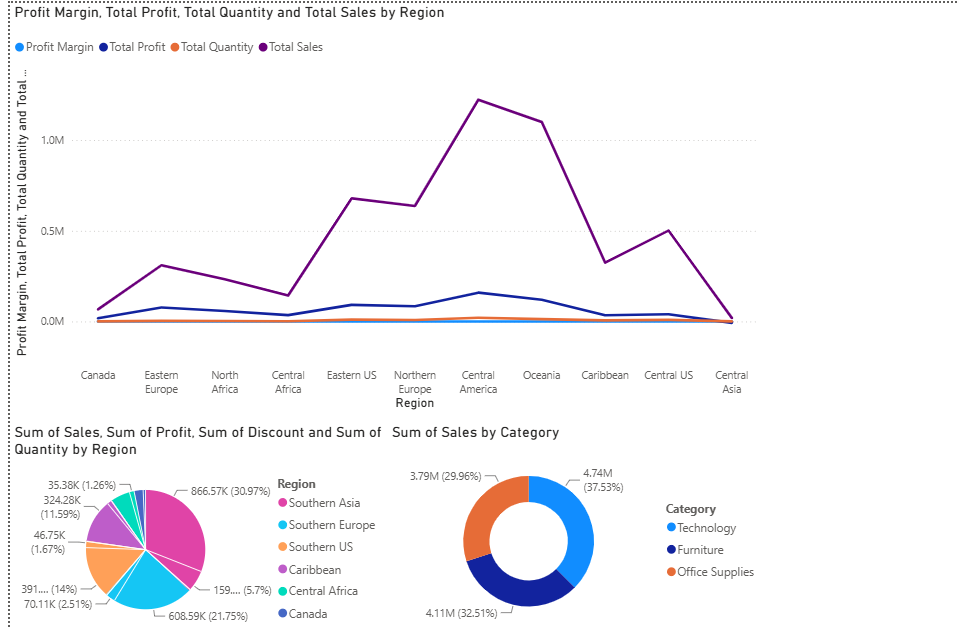 Profit Margin, Total Profit, Total Quantity and Total Sales by Region
Profit Margin Total Profit Total Quantity Total Sales
Profit Margin, Total Profit, Total Quantity and Total ...
1.0M
0.5M
0.0M
Canada
Eastern
Europe
North
Africa
Central
Africa
Eastern US
Northern
Europe
Central
America
Oceania
Caribbean
Central US
Central
Asia
Region
Sum of Sales, Sum of Profit, Sum of Discount and Sum of
Quantity by Region
35.38K (1.26%)
324.28K
(11.59%)
46.75K
(1.67%)
391.... (14%)
70.11K (2.51%)
866.57K (30.97%)
159.... (5.7%)
608.59K (21.75%)
Region
Southern Asia
Southern Europe
Southern US
Caribbean
Central Africa
Canada
Sum of Sales by Category
3.79M (29.96%)
4.74M
(37.53%)
4.11M (32.51%)
Category
Technology
Furniture
Office Supplies